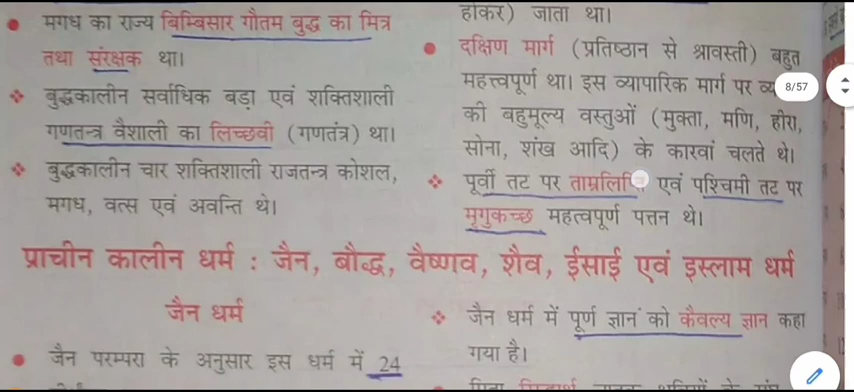 मगध का राज्य बिम्बिसार गौतम बुद्ध का मित्र
तथा संरक्षक था।
बुद्धकालीन सर्वाधिक बड़ा एवं शक्तिशाली
गणतन्त्र वैशाली का लिच्छवी (गणतंत्र) था।
बुद्धकालीन चार शक्तिशाली राजतन्त्र कोशल,
मगध, वत्स एवं अवन्ति थे।
होकर) जाता था।
दक्षिण मार्ग (प्रतिष्ठान से श्रावस्ती) बहुत
महत्त्वपूर्ण था। इस व्यापारिक मार्ग पर
8/57
की बहुमूल्य वस्तुओं (मुक्ता, मणि, हीरा,
सोना, शंख आदि) के कारवां चलते थे।
पूर्वी तट पर एवं पश्चिमी तट पर
मृगुकच्छ महत्वपूर्ण पत्तन थे।
प्राचीन कालीन धर्म : जैन, बौद्ध, वैष्णव, शैव, ईसाई एवं इस्लाम धर्म
जैन धर्म
जैन परम्परा के अनुसार इस धर्म में 24
जैन धर्म में पूर्ण ज्ञान को कैवल्य ज्ञान कहा
गया है।